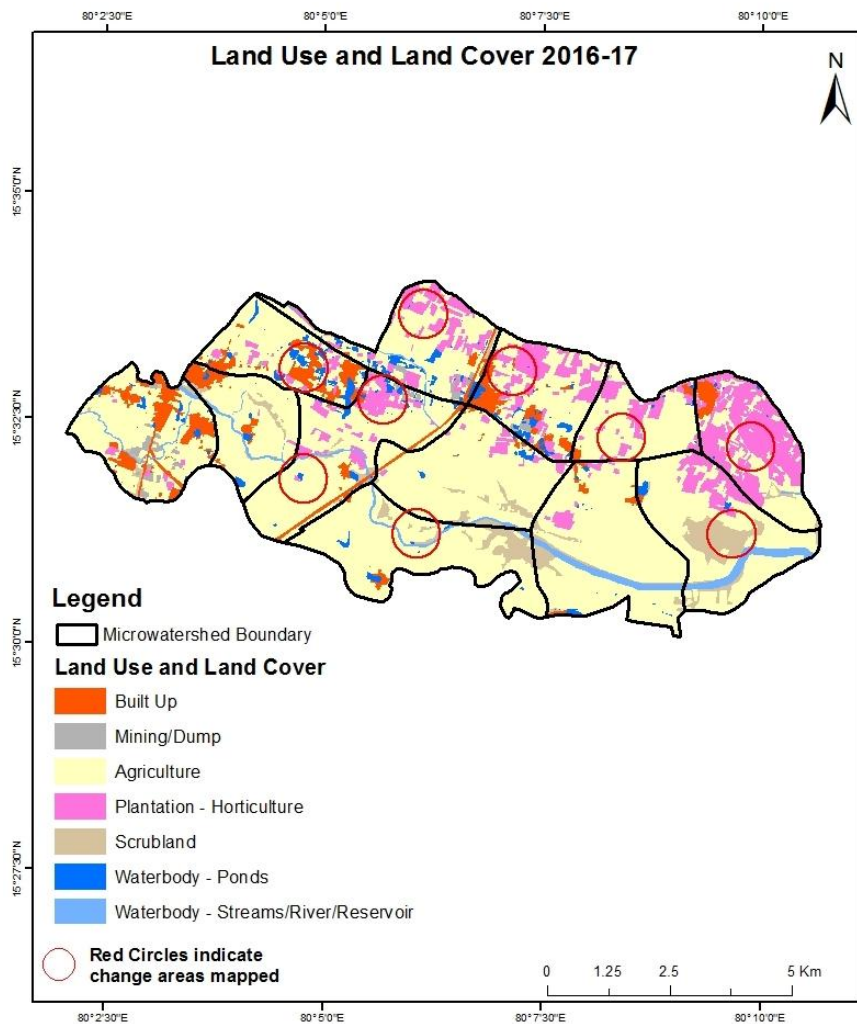 80°2'30"E 80°5'0"E 80°7'30"E 80°10'0"E
Land Use and Land Cover 2016-17
N
15°35'0"N
15°32'30"N
15°30'0"N
15°27'30"N
Legend
Microwatershed Boundary
Land Use and Land Cover
Built Up
Mining/Dump
Agriculture
Plantation - Horticulture
Scrubland
Waterbody - Ponds
Waterbody - Streams/River/Reservoir
Red Circles indicate
change areas mapped
0 1.25 2.5 5 Km
80°2'30"E 80°5'0"E 80°7'30"E 80°10'0"E